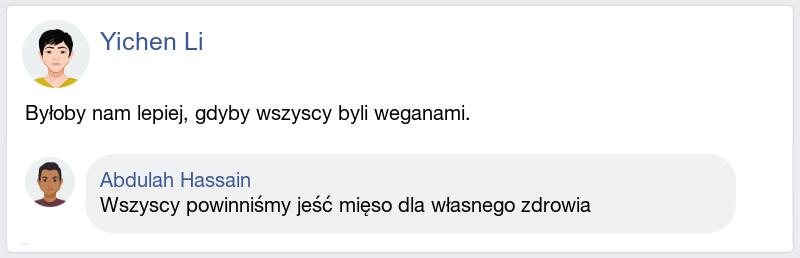 Yichen Li
Byłoby nam lepiej, gdyby wszyscy byli weganami.
Abdulah Hassain
Wszyscy powinniśmy jeść mięso dla własnego zdrowia